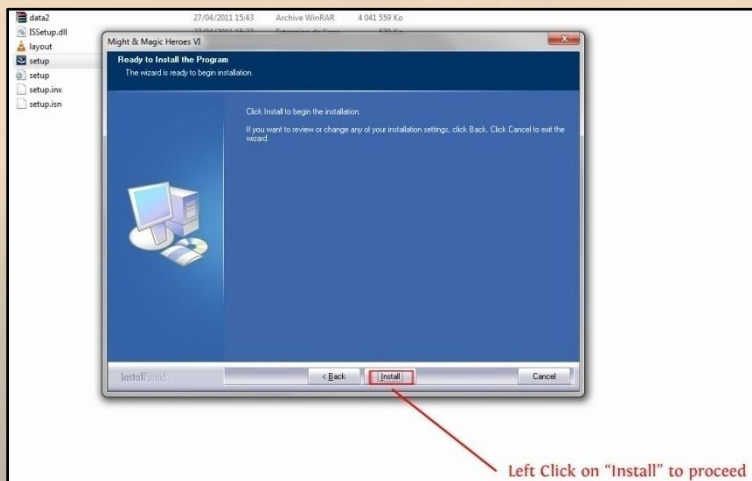 data2 27/04/2011 15:43 Archive WinRAR 4 041 559 Ko
ISSetup.dll
layout
setup
setup
setup.inx
setup.isn
Might & Magic Heroes VI
Ready to Install the Program
The wizard is ready to begin installation.
Click Install to begin the installation.
If you want to review or change any of your installation settings, click Back. Click Cancel to exit the
wizard.
InstallShield
< Back Install Cancel
Left Click on “Install” to proceed